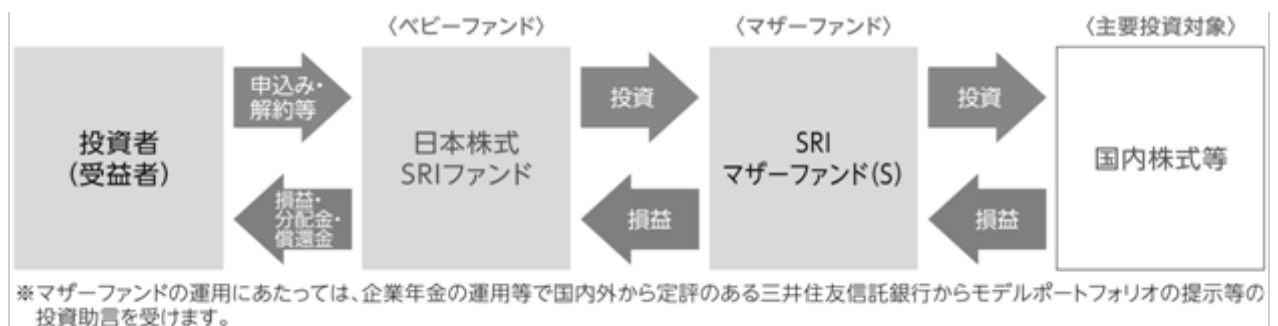 〈ベビーファンド〉
〈マザーファンド〉
〈主要投資対象〉
投資者
(受益者)
申込み・
解約等
損益・
分配金・
償還金
日本株式
SRIファンド
投資
損益
SRI
マザーファンド(S)
投資
損益
国内株式等
※マザーファンドの運用にあたっては、企業年金の運用等で国内外から定評のある三井住友信託銀行からモデルポートフォリオの提示等の
投資助言を受けます。